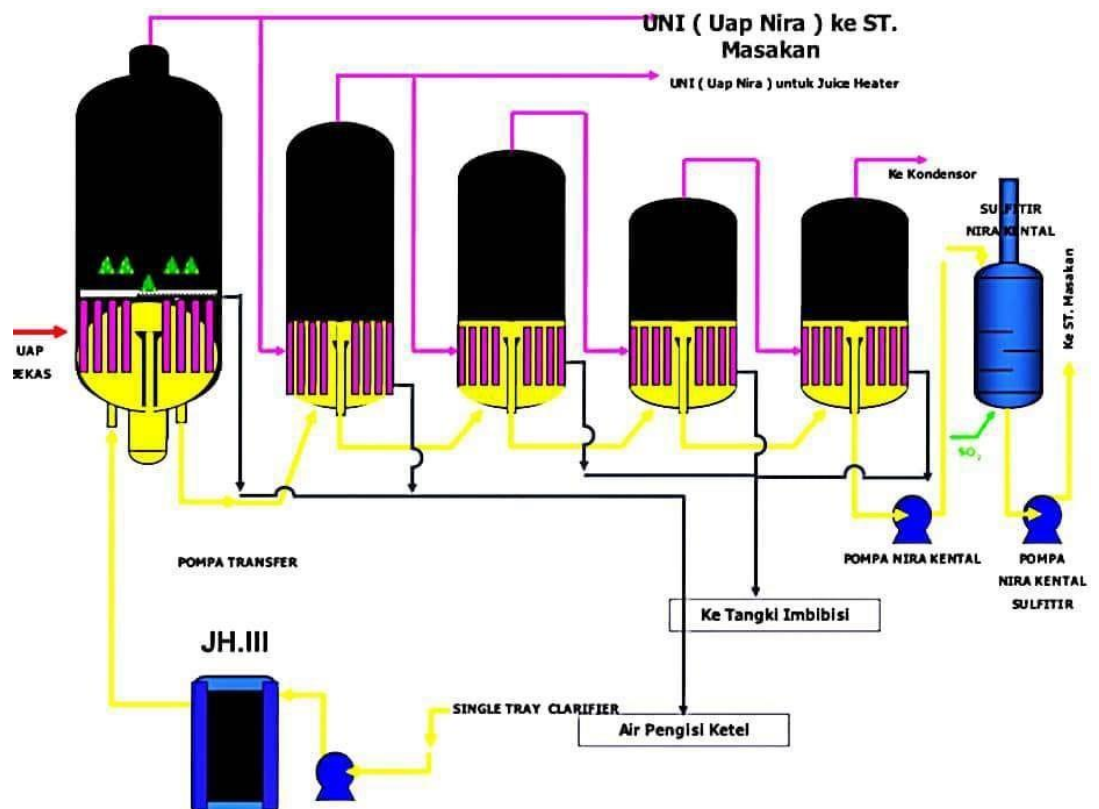 UNI ( Uap Nira ) ke ST.
Masakan
UNI ( Uap Nira ) untuk Juice Heater
Ke Kondensor
SULFITIR
NIRA KENTAL
Ke ST. Masakan
UAP
BEKAS
SO2
POMPA TRANSFER
POMPA NIRA KENTAL
POMPA
NIRA KENTAL
SULFITIR
Ke Tangki Imbibisi
JH.III
SINGLE TRAY CLARIFIER
Air Pengisi Ketel